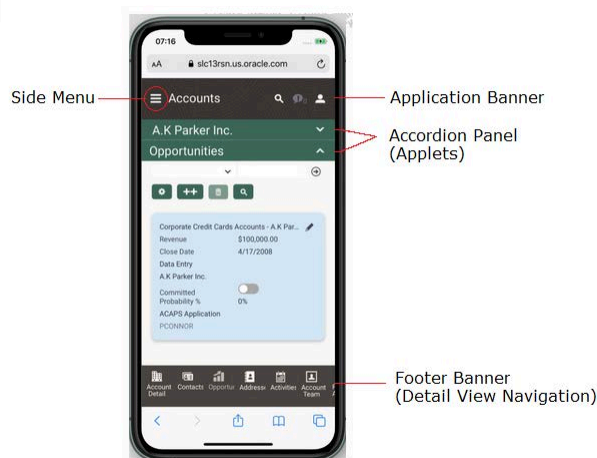 07:16
AA slc13rsn.us.oracle.com
Side Menu
Accounts
Application Banner
A.K Parker Inc.
Accordion Panel
(Applets)
Opportunities
++
Corporate Credit Cards Accounts - A.K Par...
Revenue $100,000.00
Close Date 4/17/2008
Data Entry
A.K Parker Inc.
Committed
Probability % 0%
ACAPS Application
PCONNOR
Account Detail
Contacts
Opportu
Address
Activities
Account Team
Footer Banner
(Detail View Navigation)